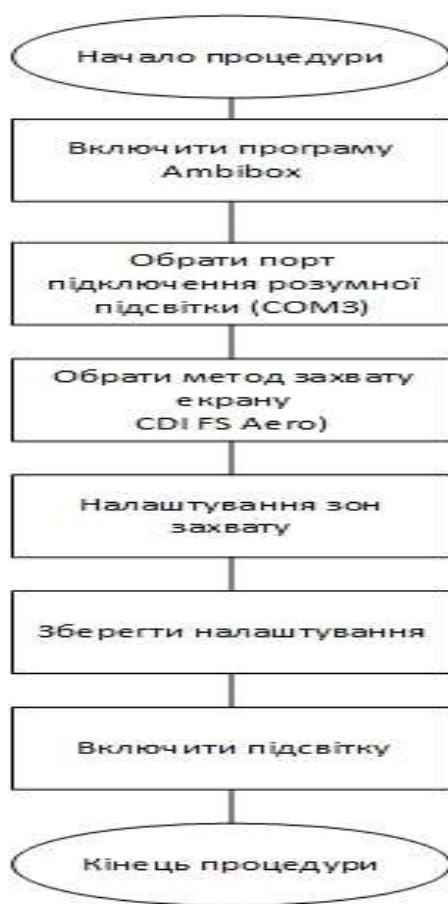 Начало процедури
Включити програму
Ambibox
Обрати порт
підключення розумної
підсвітки (COM3)
Обрати метод захвату
екрану
CDI FS Aero)
Налаштування зон
захвату
Зберегти налаштування
Включити підсвітку
Кінець процедури